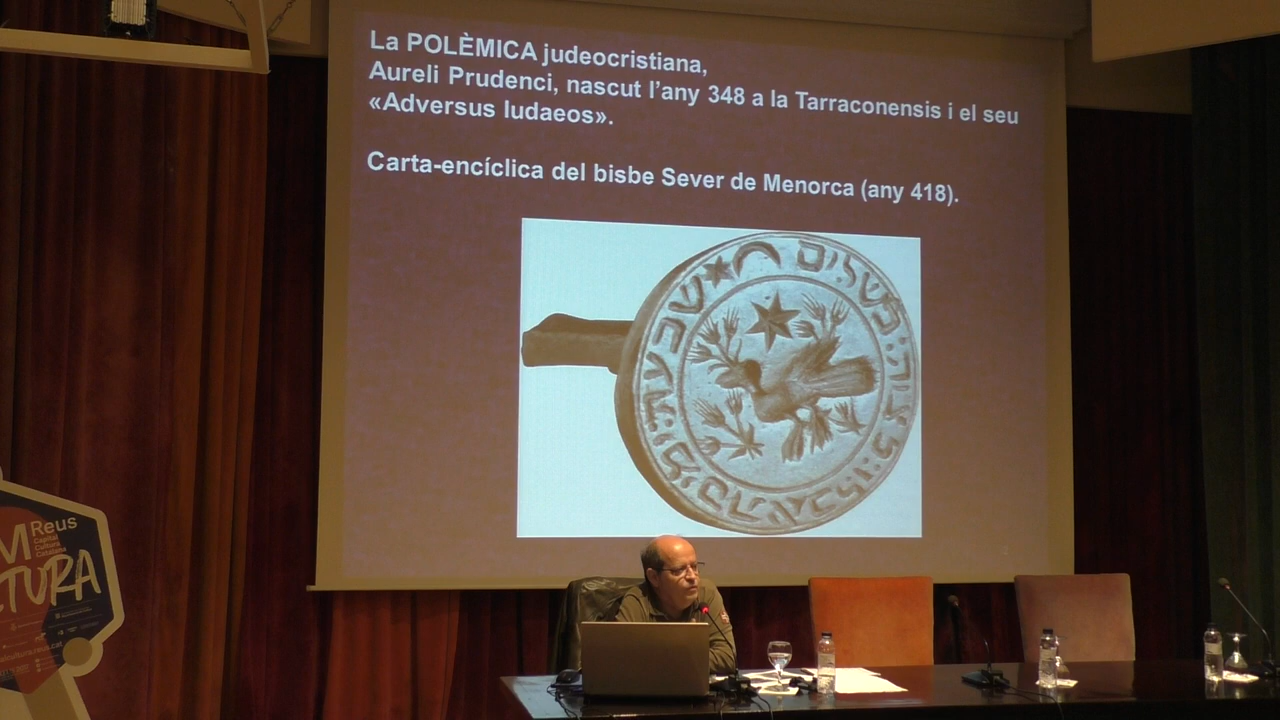 La POLÈMICA judeocristiana,
Aureli Prudenci, nascut l'any 348 a la Tarraconensis i el seu
«Adversus Iudaeos».
Carta-encíclica del bisbe Sever de Menorca (any 418).
Reus
Capital
Cultura
Catalana